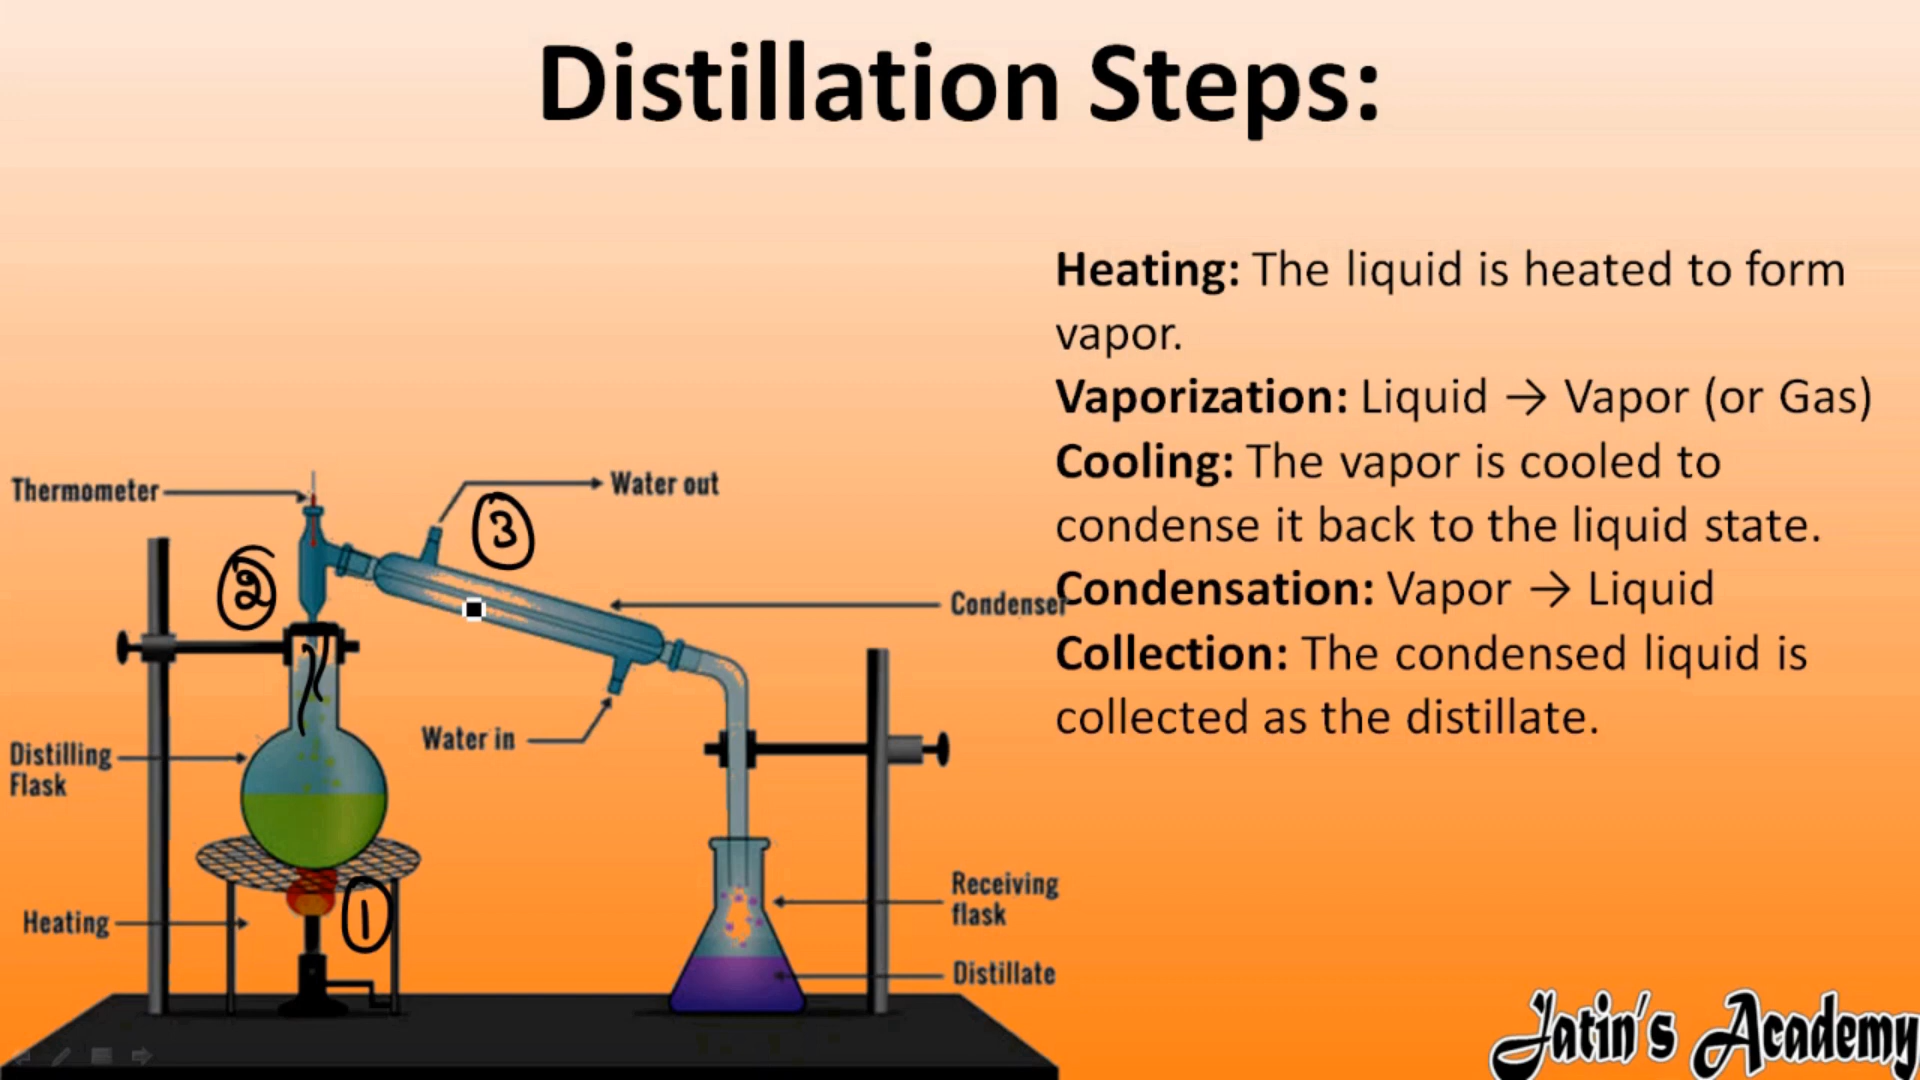 Distillation Steps:
Heating: The liquid is heated to form
vapor.
Vaporization: Liquid → Vapor (or Gas)
Cooling: The vapor is cooled to
condense it back to the liquid state.
Condensation: Vapor → Liquid
Collection: The condensed liquid is
collected as the distillate.
Thermometer
Water out
3
2
Condenser
Water in
Distilling
Flask
Heating
1
Receiving
flask
Distillate
Jatin's Academy